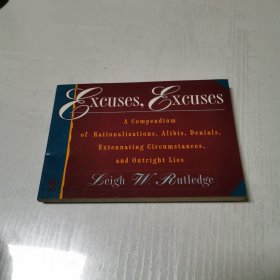 Excuses, Excuses
A Compendium
of Rationalizations, Alibis, Denials,
Extenuating Circumstances,
and Outright Lies
Leigh W. Rutledge